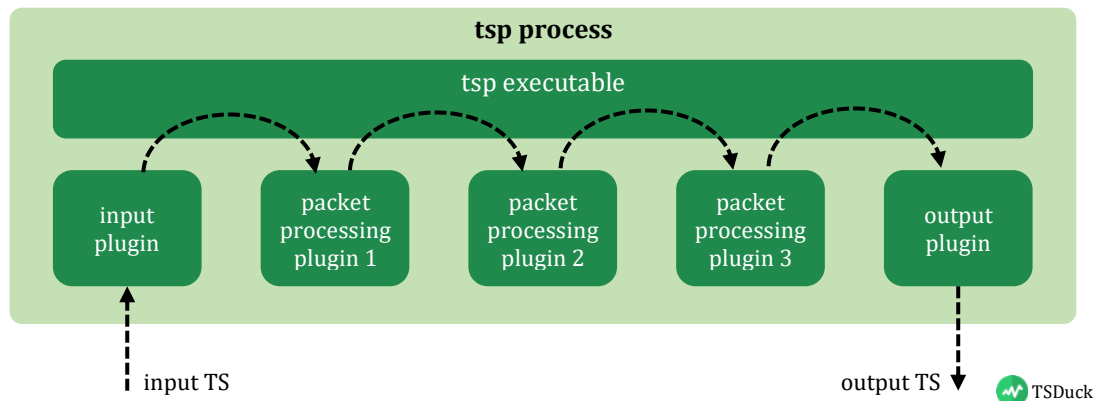 tsp process
tsp executable
input
plugin
packet
processing
plugin 1
packet
processing
plugin 2
packet
processing
plugin 3
output
plugin
input TS
output TS
TSDuck